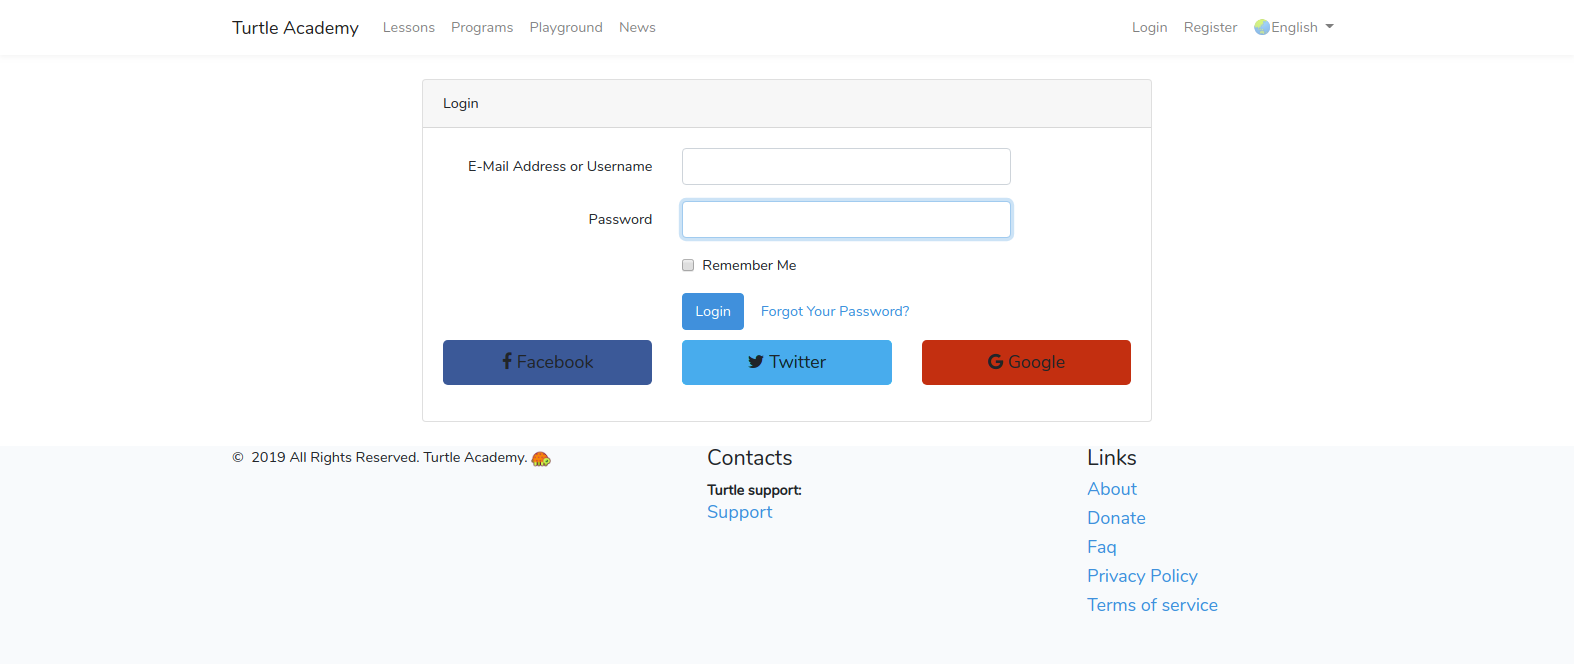 Turtle Academy Lessons Programs Playground News Login Register English
Login
E-Mail Address or Username
Password
Remember Me
Login Forgot Your Password?
Facebook Twitter Google
© 2019 All Rights Reserved. Turtle Academy.
Contacts
Turtle support:
Support
Links
About
Donate
Faq
Privacy Policy
Terms of service